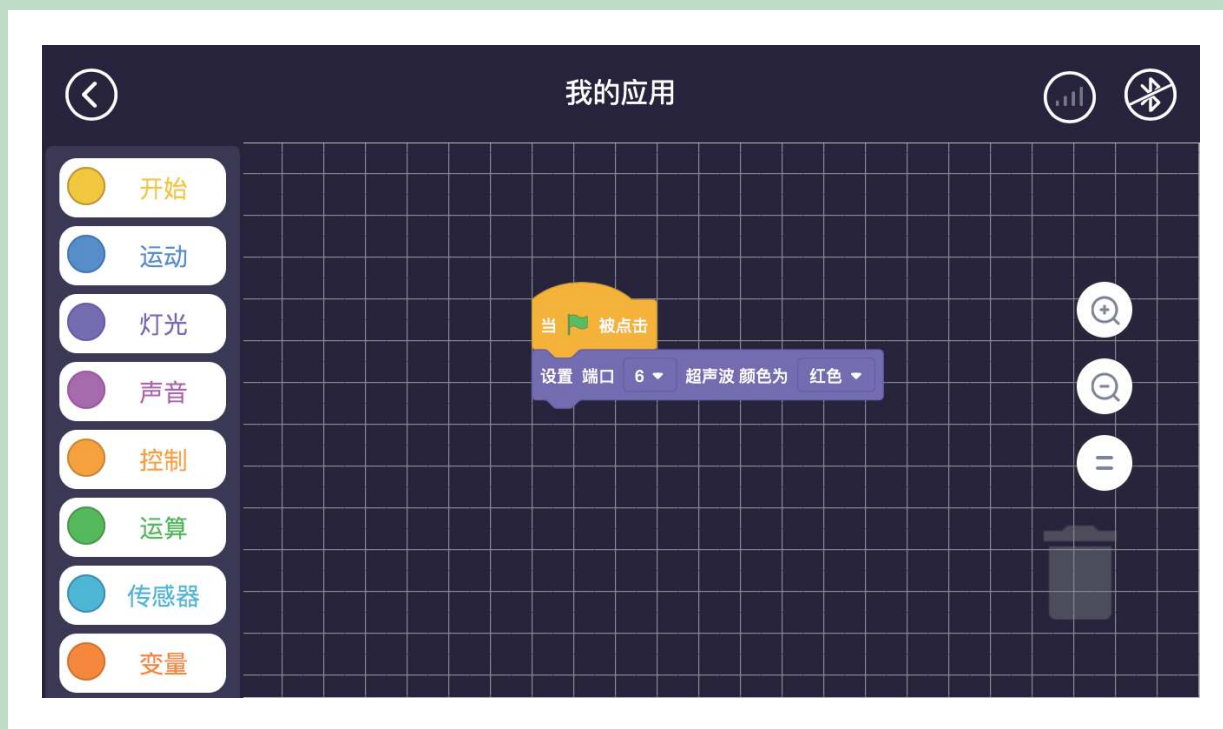 我的应用
开始
运动
灯光
声音
控制
运算
传感器
变量
当 被点击
设置 端口 6 超声波 颜色为 红色